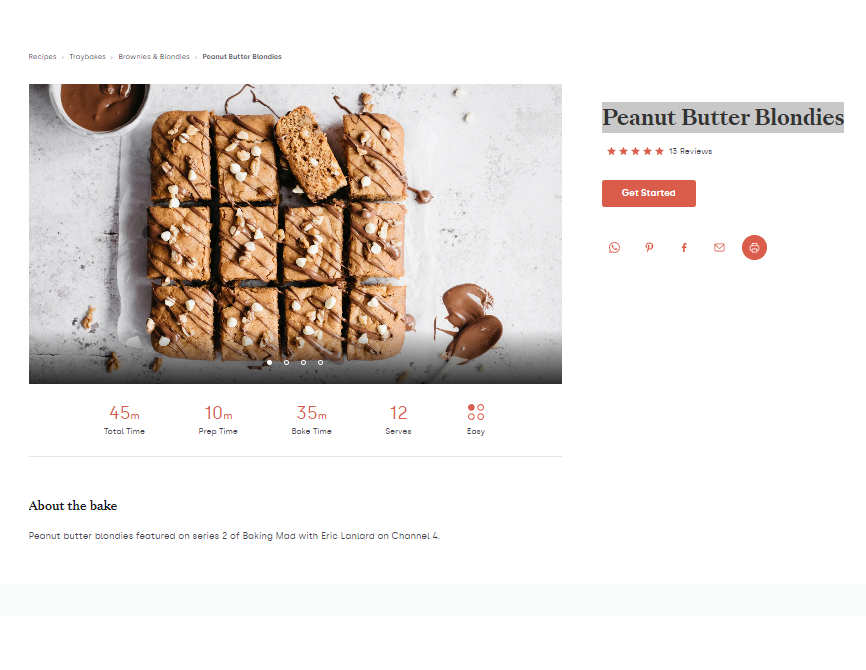 Recipes › Traybakes › Brownies & Blondies › Peanut Butter Blondies
Peanut Butter Blondies
13 Reviews
Get Started
45m
Total Time
10m
Prep Time
35m
Bake Time
12
Serves
Easy
About the bake
Peanut butter blondies featured on series 2 of Baking Mad with Eric Lanlard on Channel 4.